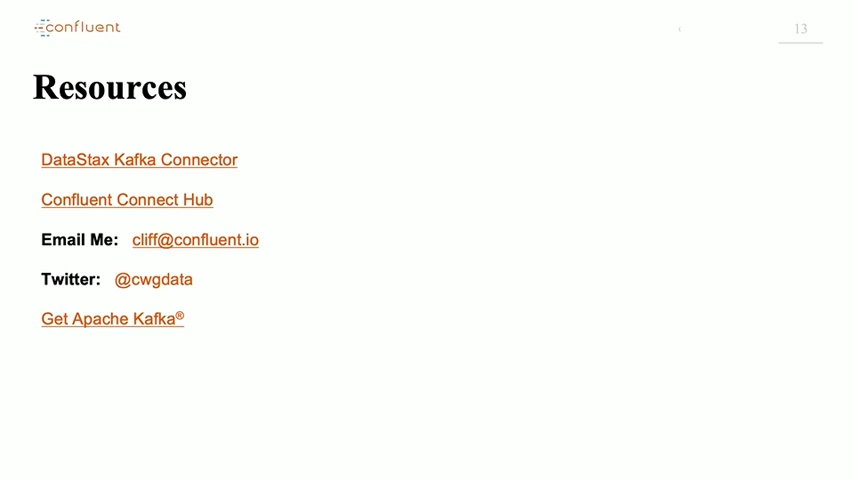 confluent
13
Resources
DataStax Kafka Connector
Confluent Connect Hub
Email Me: cliff@confluent.io
Twitter: @cwgdata
Get Apache Kafka®